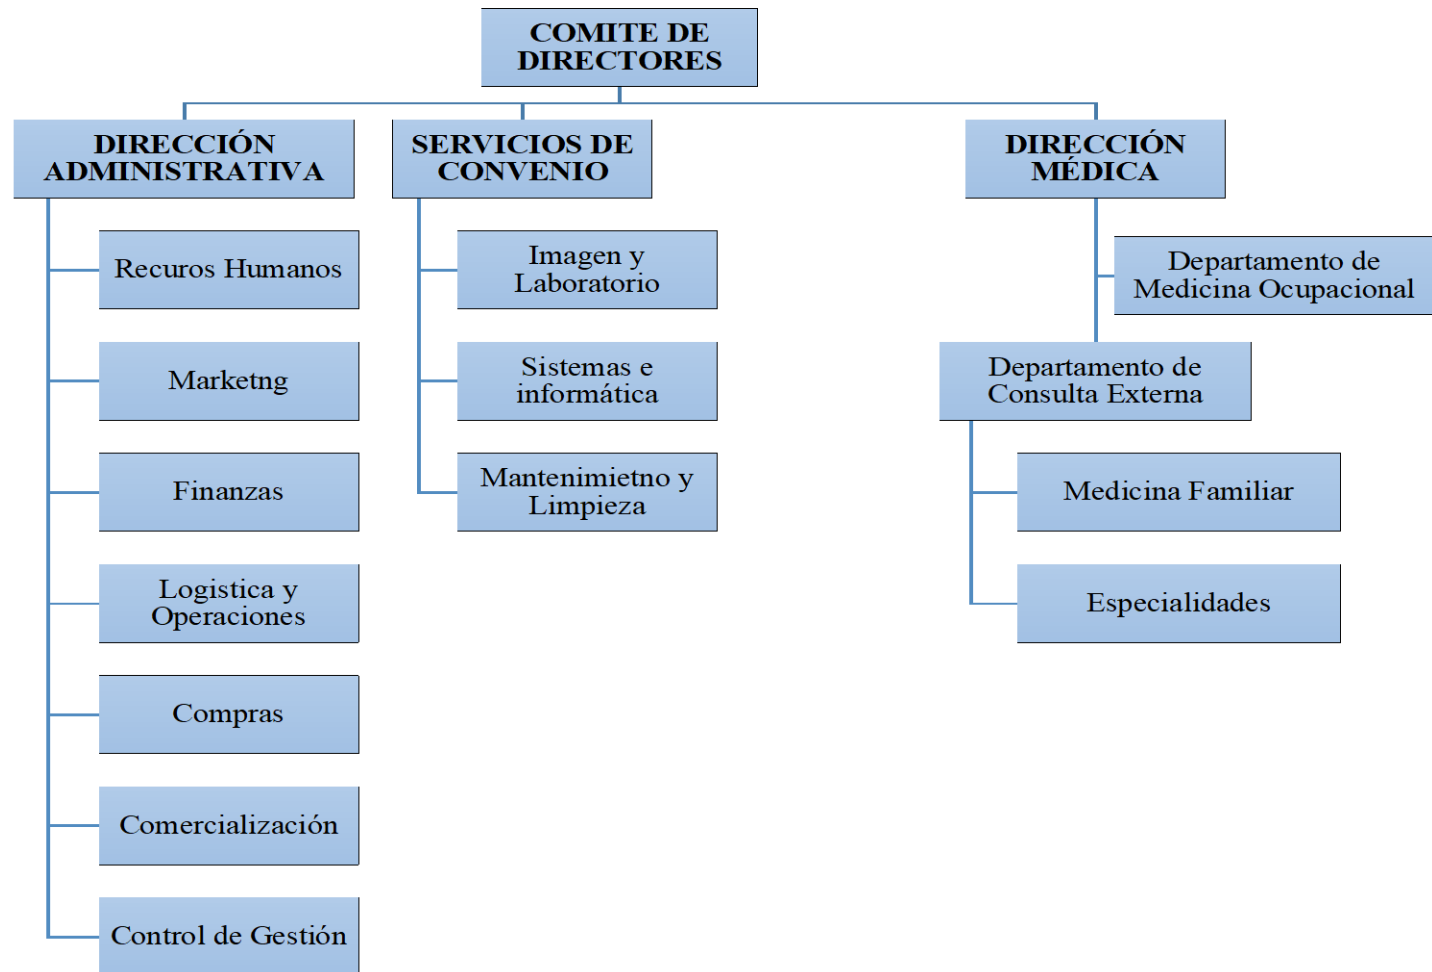 COMITE DE
DIRECTORES
DIRECCIÓN
ADMINISTRATIVA
SERVICIOS DE
CONVENIO
DIRECCIÓN
MÉDICA
Recuros Humanos
Marketng
Finanzas
Logistica y
Operaciones
Compras
Comercialización
Control de Gestión
Imagen y
Laboratorio
Sistemas e
informática
Mantenimietno y
Limpieza
Departamento de
Medicina Ocupacional
Departamento de
Consulta Externa
Medicina Familiar
Especialidades